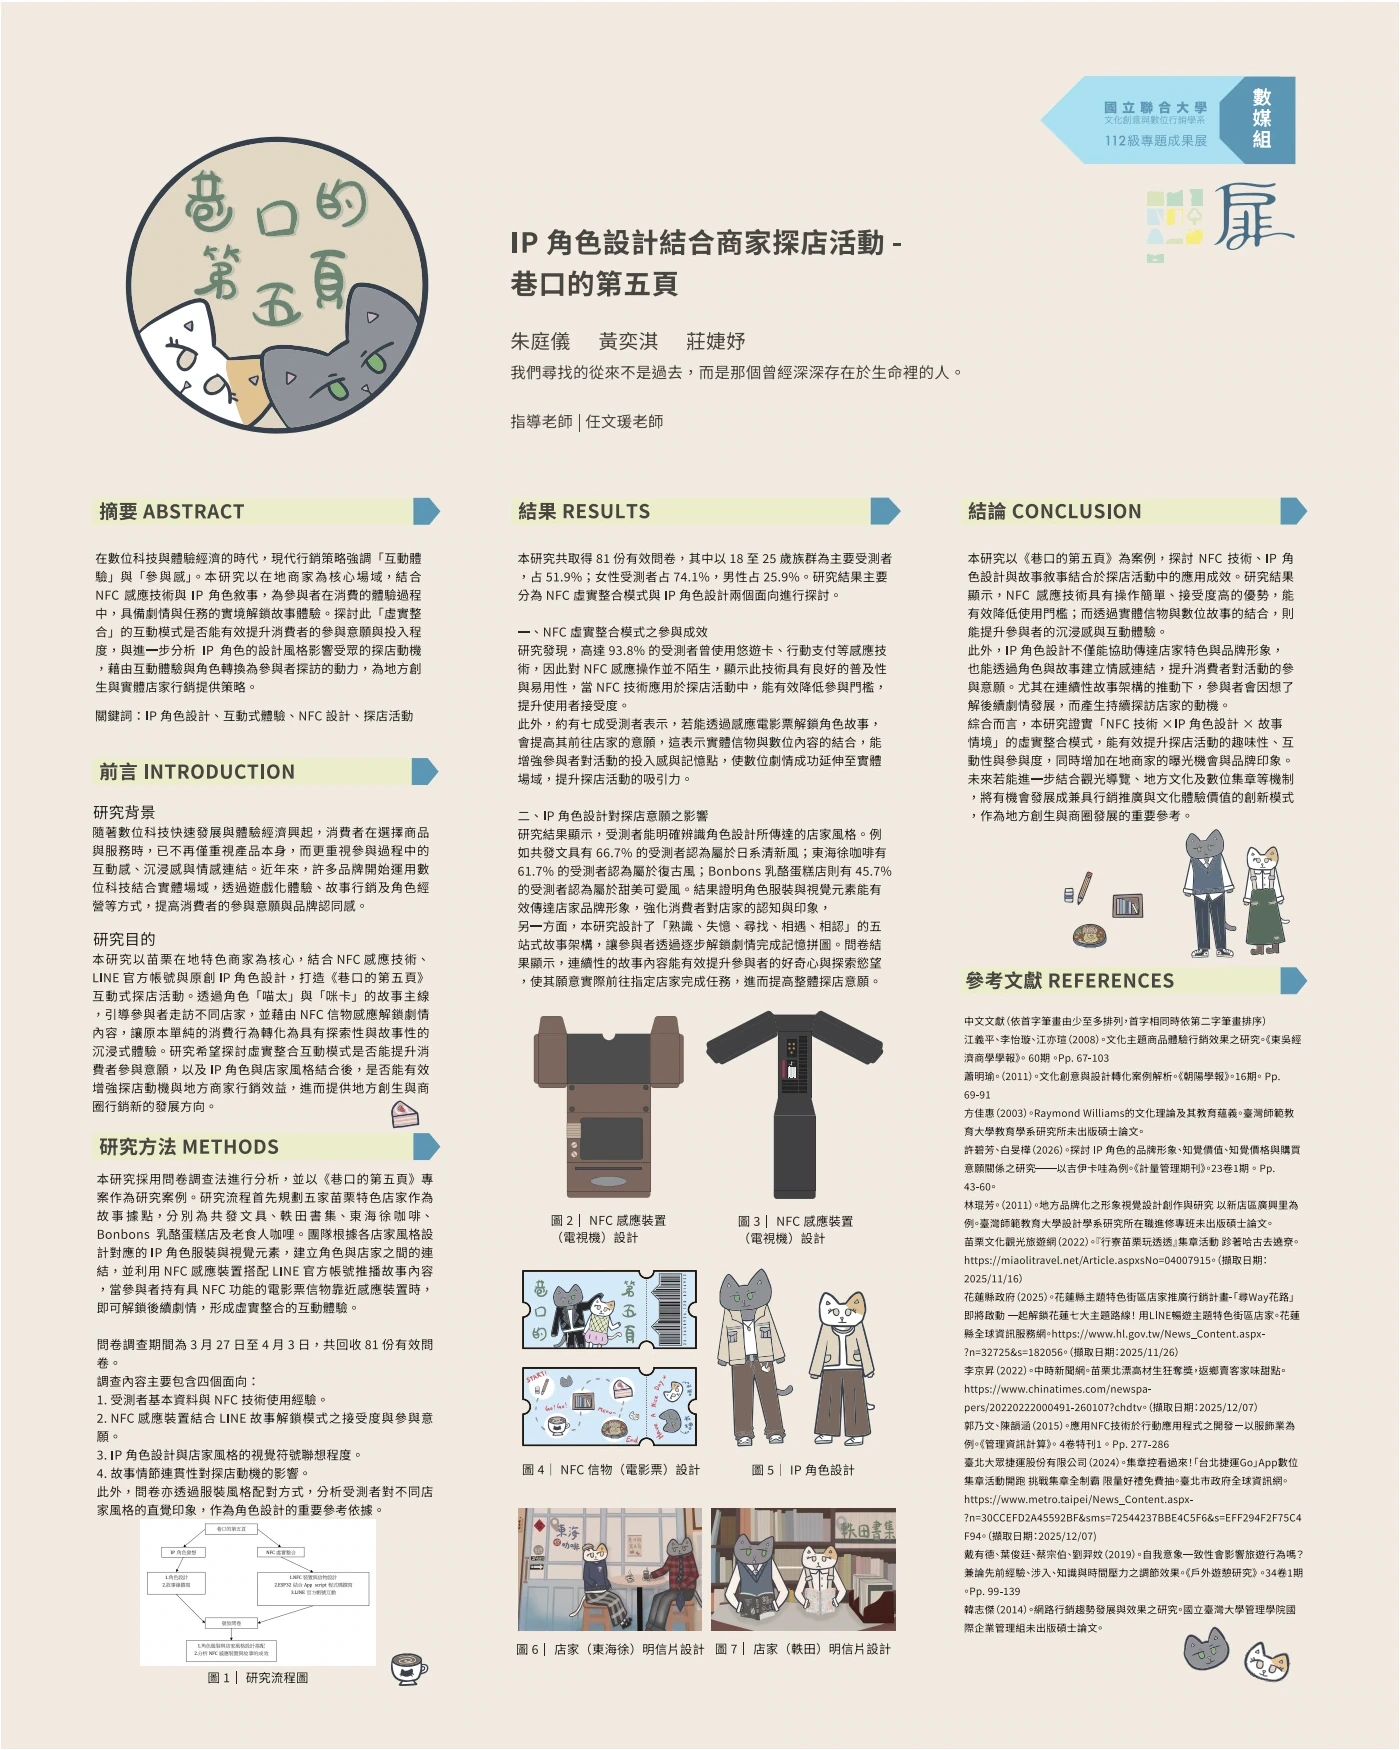 國立聯合大學
文化創意與數位行銷學系
112級專題成果展
數媒組
扉
巷口的
第五頁
IP 角色設計結合商家探店活動 -
巷口的第五頁
朱庭儀 黃奕淇 莊婕妤
我們尋找的從來不是過去，而是那個曾經深深存在於生命裡的人。
指導老師│任文瑗老師
摘要 ABSTRACT
在數位科技與體驗經濟的時代，現代行銷策略強調「互動體
驗」與「參與感」。本研究以在地商家為核心場域，結合
NFC 感應技術與 IP 角色敘事，為參與者在消費的體驗過程
中，具備劇情與任務的實境解鎖故事體驗。探討此「虛實整
合」的互動模式是否能有效提升消費者的參與意願與投入程
度，與進一步分析 IP 角色的設計風格影響受眾的探店動機
，藉由互動體驗與角色轉換為參與者探訪的動力，為地方創
生與實體店家行銷提供策略。
關鍵詞：IP 角色設計、互動式體驗、NFC 設計、探店活動
前言 INTRODUCTION
研究背景
隨著數位科技快速發展與體驗經濟興起，消費者在選擇商品
與服務時，已不再僅重視產品本身，而更重視參與過程中的
互動感、沉浸感與情感連結。近年來，許多品牌開始運用數
位科技結合實體場域，透過遊戲化體驗、故事行銷及角色經
營等方式，提高消費者的參與意願與品牌認同感。
研究目的
本研究以苗栗在地特色商家為核心，結合 NFC 感應技術、
LINE 官方帳號與原創 IP 角色設計，打造《巷口的第五頁》
互動式探店活動。透過角色「喵太」與「咪卡」的故事主線
，引導參與者走訪不同店家，並藉由 NFC 信物感應解鎖劇情
內容，讓原本單純的消費行為轉化為具有探索性與故事性的
沉浸式體驗。研究希望探討虛實整合互動模式是否能提升消
費者參與意願，以及 IP 角色與店家風格結合後，是否能有效
增強探店動機與地方商家行銷效益，進而提供地方創生與商
圈行銷新的發展方向。
研究方法 METHODS
本研究採用問卷調查法進行分析，並以《巷口的第五頁》專
案作為研究案例。研究流程首先規劃五家苗栗特色店家作為
故事據點，分別為共發文具、軼田書集、東海徐咖啡、
Bonbons 乳酪蛋糕店及老食人咖哩。團隊根據各店家風格設
計對應的 IP 角色服裝與視覺元素，建立角色與店家之間的連
結，並利用 NFC 感應裝置搭配 LINE 官方帳號推播故事內容
，當參與者持有具 NFC 功能的電影票信物靠近感應裝置時，
即可解鎖後續劇情，形成虛實整合的互動體驗。
問卷調查期間為 3 月 27 日至 4 月 3 日，共回收 81 份有效問
卷。
調查內容主要包含四個面向：
1. 受測者基本資料與 NFC 技術使用經驗。
2. NFC 感應裝置結合 LINE 故事解鎖模式之接受度與參與意
願。
3. IP 角色設計與店家風格的視覺符號聯想程度。
4. 故事情節連貫性對探店動機的影響。
此外，問卷亦透過服裝風格配對方式，分析受測者對不同店
家風格的直覺印象，作為角色設計的重要參考依據。
巷口的第五頁
NFC 虛實整合
1.角色設計
圖 1│ 研究流程圖
結果 RESULTS
本研究共取得 81 份有效問卷，其中以 18 至 25 歲族群為主要受測者
，占 51.9%；女性受測者占 74.1%，男性占 25.9%。研究結果主要
分為 NFC 虛實整合模式與 IP 角色設計兩個面向進行探討。
一、NFC 虛實整合模式之參與成效
研究發現，高達 93.8% 的受測者曾使用悠遊卡、行動支付等感應技
術，因此對 NFC 感應操作並不陌生，顯示此技術具有良好的普及性
與易用性，當 NFC 技術應用於探店活動中，能有效降低參與門檻，
提升使用者接受度。
此外，約有七成受測者表示，若能透過感應電影票解鎖角色故事，
會提高其前往店家的意願，這表示實體信物與數位內容的結合，能
增強參與者對活動的投入感與記憶點，使數位劇情成功延伸至實體
場域，提升探店活動的吸引力。
二、IP 角色設計對探店意願之影響
研究結果顯示，受測者能明確辨識角色設計所傳達的店家風格。例
如共發文具有 66.7% 的受測者認為屬於日系清新風；東海徐咖啡有
61.7% 的受測者認為屬於復古風；Bonbons 乳酪蛋糕店則有 45.7%
的受測者認為屬於甜美可愛風。結果證明角色服裝與視覺元素能有
效傳達店家品牌形象，強化消費者對店家的認知與印象，
另一方面，本研究設計了「熟識、失憶、尋找、相遇、相認」的五
站式故事架構，讓參與者透過逐步解鎖劇情完成記憶拼圖。問卷結
果顯示，連續性的故事內容能有效提升參與者的好奇心與探索慾望
，使其願意實際前往指定店家完成任務，進而提高整體探店意願。
圖 2│ NFC 感應裝置
（電視機）設計
圖 3│ NFC 感應裝置
（電視機）設計
巷口的
第五頁
START!
Go! Go!
End
Have A Nice Day
圖 4│ NFC 信物（電影票）設計
圖 5│ IP 角色設計
東海
徐咖啡
軼田書集
圖 6│ 店家（東海徐）明信片設計
圖 7│ 店家（軼田）明信片設計
結論 CONCLUSION
本研究以《巷口的第五頁》為案例，探討 NFC 技術、IP 角
色設計與故事敘事結合於探店活動中的應用成效。研究結果
顯示，NFC 感應技術具有操作簡單、接受度高的優勢，能
有效降低使用門檻；而透過實體信物與數位故事的結合，則
能提升參與者的沉浸感與互動體驗。
此外，IP 角色設計不僅能協助傳達店家特色與品牌形象，
也能透過角色與故事建立情感連結，提升消費者對活動的參
與意願。尤其在連續性故事架構的推動下，參與者會因想了
解後續劇情發展，而產生持續探訪店家的動機。
綜合而言，本研究證實「NFC 技術 ×IP 角色設計 × 故事
情境」的虛實整合模式，能有效提升探店活動的趣味性、互
動性與參與度，同時增加在地商家的曝光機會與品牌印象。
未來若能進一步結合觀光導覽、地方文化及數位集章等機制
，將有機會發展成兼具行銷推廣與文化體驗價值的創新模式
，作為地方創生與商圈發展的重要參考。
參考文獻 REFERENCES
中文文獻（依首字筆畫由少至多排列，首字相同時依第二字筆畫排序）
江義平、李怡璇、江亦瑄（2008）。文化主題商品體驗行銷效果之研究。《東吳經
濟商學學報》。60期。Pp. 67-103
蕭明瑜。（2011）。文化創意與設計轉化案例解析。《朝陽學報》。16期。Pp.
69-91
方佳惠（2003）。Raymond Williams的文化理論及其教育蘊義。臺灣師範教
育大學教育學系研究所未出版碩士論文。
許碧芳、白旻樺（2026）。探討 IP 角色的品牌形象、知覺價值、知覺價格與購買
意願關係之研究——以吉伊卡哇為例。《計量管理期刊》。23卷1期。Pp.
43-60。
林琨芳。（2011）。地方品牌化之形象視覺設計創作與研究 以新店區廣興里為
例。臺灣師範教育大學設計學系研究所在職進修專班未出版碩士論文。
苗栗文化觀光旅遊網（2022）。『行寮苗栗玩透透』集章活動 跨著哈古去遶尞。
https://miaolitravel.net/Article.aspxsNo=04007915。（擷取日期：
2025/11/16）
花蓮縣政府（2025）。花蓮縣主題特色街區店家推廣行銷計畫-「尋Way花路」
即將啟動 一起解鎖花蓮七大主題路線！ 用LINE暢遊主題特色街區店家。花蓮
縣全球資訊服務網。https://www.hl.gov.tw/News_Content.aspx-
?n=32725&s=182056。（擷取日期：2025/11/26）
李京昇（2022）。中時新聞網。苗栗北漂高材生狂奪獎，返鄉賣客家味甜點。
https://www.chinatimes.com/newspa-
pers/20220222000491-260107?chdtv。（擷取日期：2025/12/07）
郭乃文、陳韻涵（2015）。應用NFC技術於行動應用程式之開發－以服飾業為
例。《管理資訊計算》。4卷特刊1。Pp. 277-286
臺北大眾捷運股份有限公司（2024）。集章控看過來！「台北捷運Go」App數位
集章活動開跑 挑戰集章全制霸 限量好禮免費抽。臺北市政府全球資訊網。
https://www.metro.taipei/News_Content.aspx-
?n=30CCEFD2A45592BF&sms=72544237BBE4C5F6&s=EFF294F2F75C4
F94。（擷取日期：2025/12/07）
戴有德、葉俊廷、蔡宗伯、劉羿妏（2019）。自我意象一致性會影響旅遊行為嗎？
兼論先前經驗、涉入、知識與時間壓力之調節效果。《戶外遊憩研究》。34卷1期
。Pp. 99-139
韓志傑（2014）。網路行銷趨勢發展與效果之研究。國立臺灣大學管理學院國
際企業管理組未出版碩士論文。